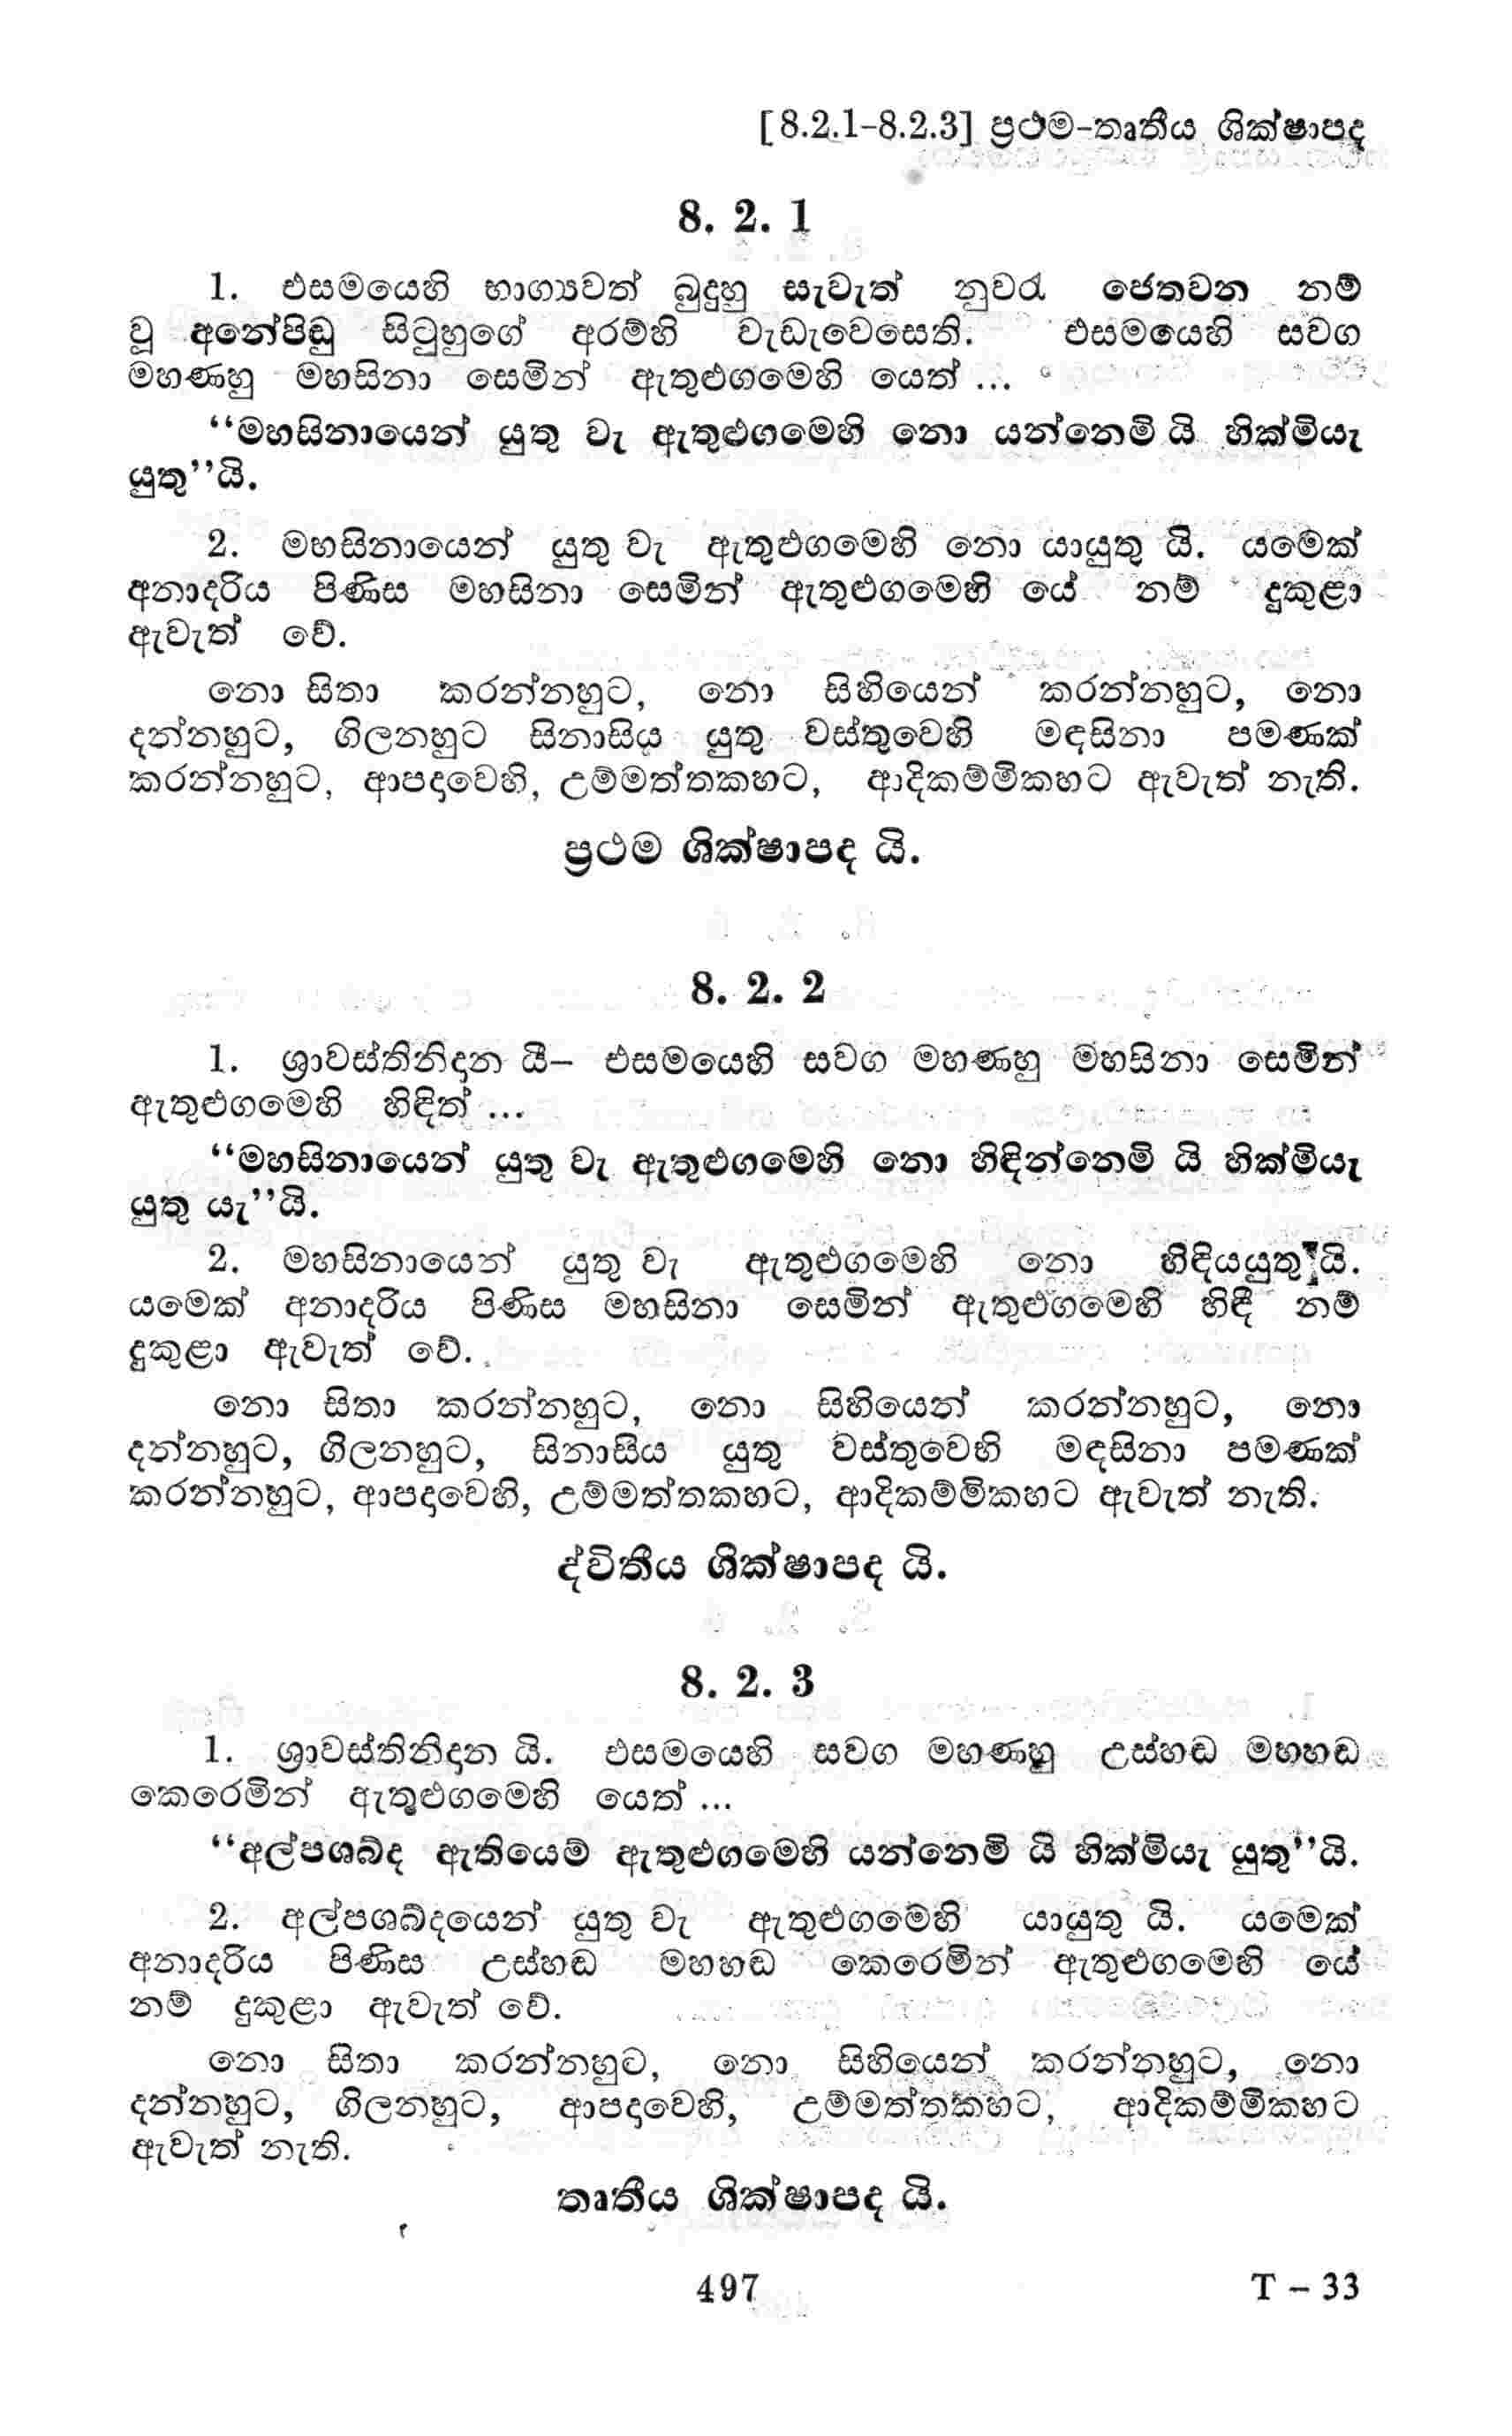 [8.2.1-8.2.3] ප්‍රථම-තෘතීය ශික්ෂාපද
8. 2. 1
1. එසමයෙහි භාග්‍යවත් බුදුහු සැවැත් නුවරැ ජෙතවන නම්
වූ අනේපිඬු සිටුහුගේ අරම්හි වැඩැවෙසෙති. එසමයෙහි සවග
මහණහු මහසිනා සෙමින් ඇතුළුගමෙහි යෙත් ...
“මහසිනායෙන් යුතු වැ ඇතුළුගමෙහි නො යන්නෙමි යි හික්මියැ
යුතු”යි.
2. මහසිනායෙන් යුතු වැ ඇතුළුගමෙහි නො යායුතු යි. යමෙක්
අනාදරිය පිණිස මහසිනා සෙමින් ඇතුළුගමෙහි යේ නම් දුකුළා
ඇවැත් වේ.
නො සිතා කරන්නහුට, නො සිහියෙන් කරන්නහුට, නො
දන්නහුට, ගිලනහුට සිනාසිය යුතු වස්තුවෙහි මඳසිනා පමණක්
කරන්නහුට, ආපදාවෙහි, උම්මත්තකහට, ආදිකම්මිකහට ඇවැත් නැති.
ප්‍රථම ශික්ෂාපද යි.
8. 2. 2
1. ශ්‍රාවස්තිනිදාන යි– එසමයෙහි සවග මහණහු මහසිනා සෙමින්
ඇතුළුගමෙහි හිඳිත් ...
“මහසිනායෙන් යුතු වැ ඇතුළුගමෙහි නො හිඳින්නෙමි යි හික්මියැ
යුතු යැ”යි.
2. මහසිනායෙන් යුතු වැ ඇතුළුගමෙහි නො හිඳියයුතු යි.
යමෙක් අනාදරිය පිණිස මහසිනා සෙමින් ඇතුළුගමෙහි හිඳී නම්
දුකුළා ඇවැත් වේ.
නො සිතා කරන්නහුට, නො සිහියෙන් කරන්නහුට, නො
දන්නහුට, ගිලනහුට, සිනාසිය යුතු වස්තුවෙහි මඳසිනා පමණක්
කරන්නහුට, ආපදාවෙහි, උම්මත්තකහට, ආදිකම්මිකහට ඇවැත් නැති.
ද්විතීය ශික්ෂාපද යි.
8. 2. 3
1. ශ්‍රාවස්තිනිදාන යි. එසමයෙහි සවග මහණහු උස්හඬ මහහඬ
කෙරෙමින් ඇතුළුගමෙහි යෙත් ...
“අල්පශබ්ද ඇතියෙම් ඇතුළුගමෙහි යන්නෙමි යි හික්මියැ යුතු”යි.
2. අල්පශබ්දයෙන් යුතු වැ ඇතුළුගමෙහි යායුතු යි. යමෙක්
අනාදරිය පිණිස උස්හඬ මහහඬ කෙරෙමින් ඇතුළුගමෙහි යේ
නම් දුකුළා ඇවැත් වේ.
නො සිතා කරන්නහුට, නො සිහියෙන් කරන්නහුට, නො
දන්නහුට, ගිලනහුට, ආපදාවෙහි, උම්මත්තකහට, ආදිකම්මිකහට
ඇවැත් නැති.
තෘතීය ශික්ෂාපද යි.
497 T – 33